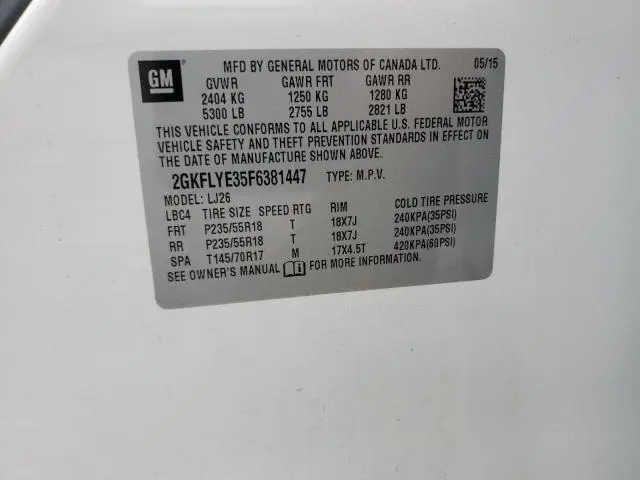 GM
MFD BY GENERAL MOTORS OF CANADA LTD. 05/15
GVWR GAWR FRT GAWR RR
2404 KG 1250 KG 1280 KG
5300 LB 2755 LB 2821 LB
THIS VEHICLE CONFORMS TO ALL APPLICABLE U.S. FEDERAL MOTOR
VEHICLE SAFETY AND THEFT PREVENTION STANDARDS IN EFFECT ON
THE DATE OF MANUFACTURE SHOWN ABOVE.
2GKFLYE35F6381447 TYPE: M.P.V.
MODEL: LJ26
LBC4 TIRE SIZE SPEED RTG RIM COLD TIRE PRESSURE
FRT P235/55R18 T 18X7J 240KPA(35PSI)
RR P235/55R18 T 18X7J 240KPA(35PSI)
SPA T145/70R17 M 17X4.5T 420KPA(60PSI)
SEE OWNER'S MANUAL FOR MORE INFORMATION.